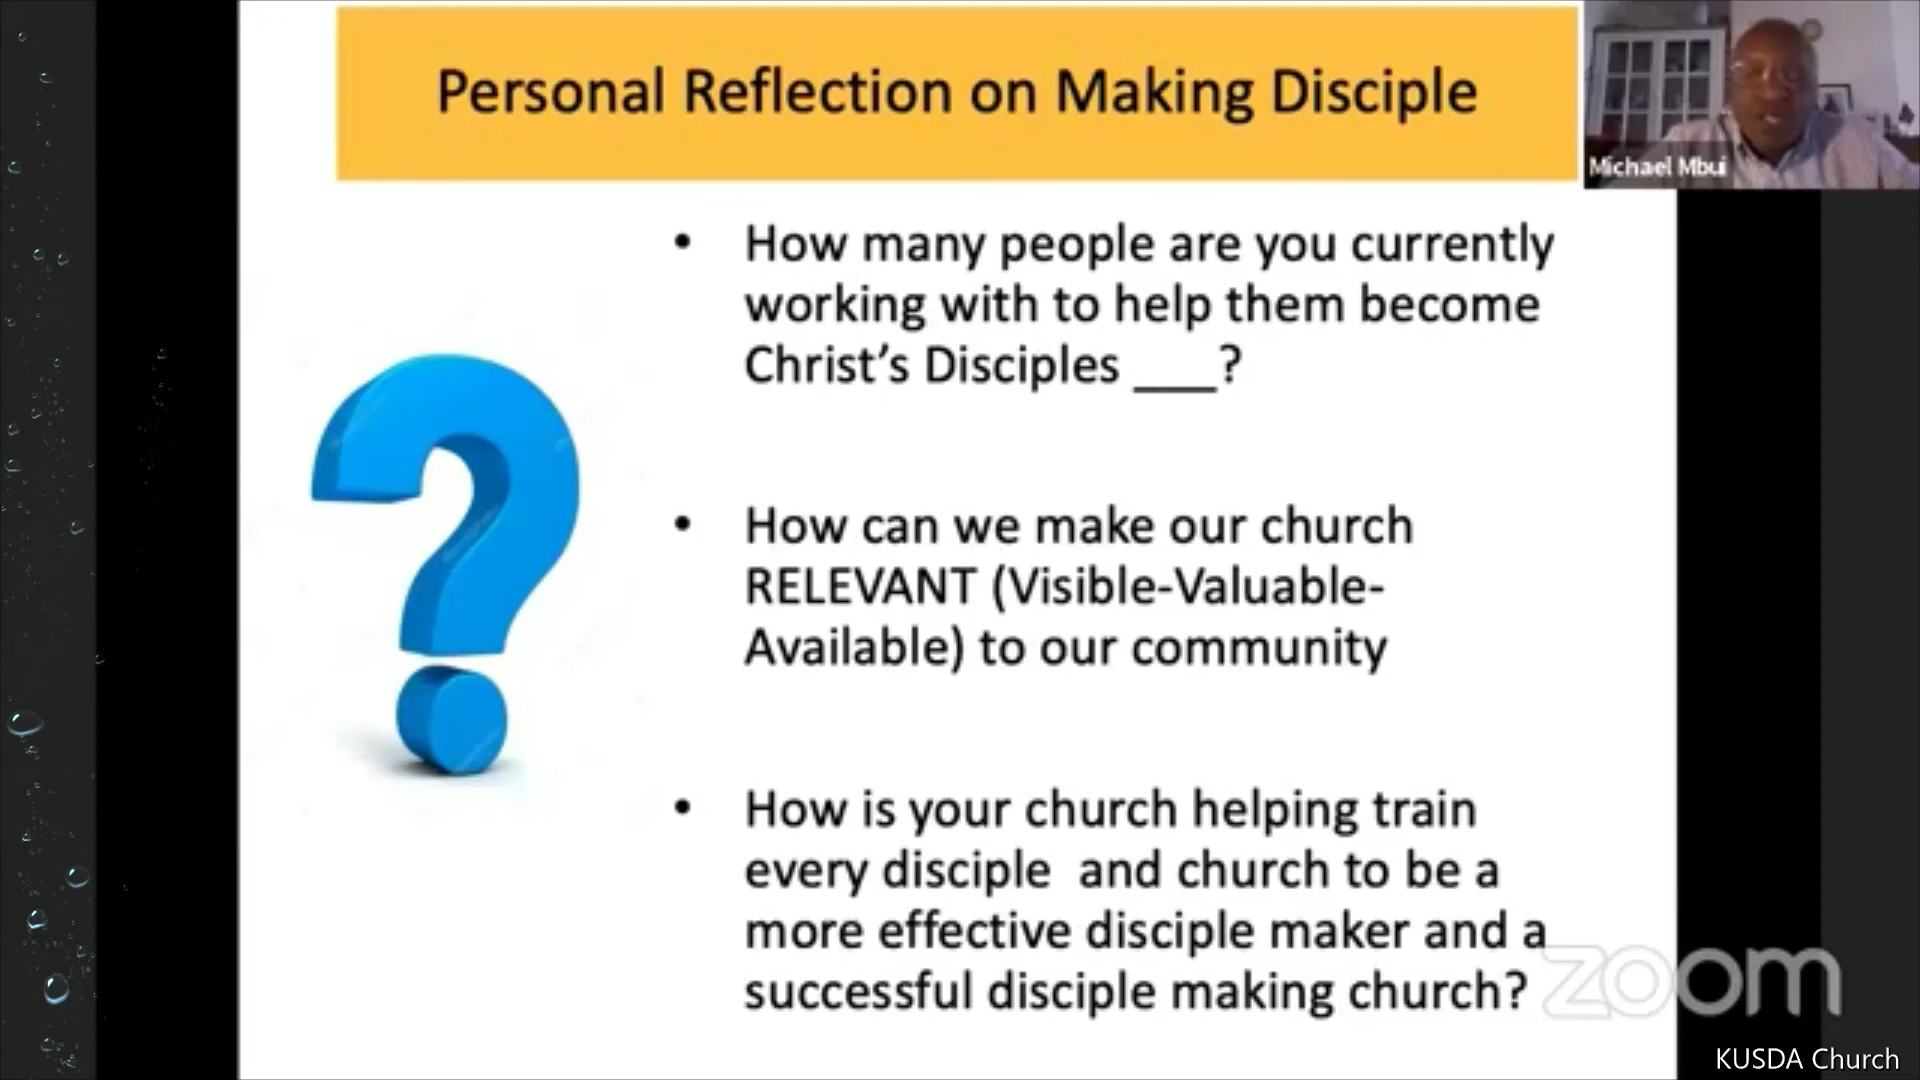 Personal Reflection on Making Disciple
Michael Mbui
• How many people are you currently
working with to help them become
Christ’s Disciples ____?
• How can we make our church
RELEVANT (Visible-Valuable-
Available) to our community
• How is your church helping train
every disciple and church to be a
more effective disciple maker and a
successful disciple making church?
zoom
KUSDA Church